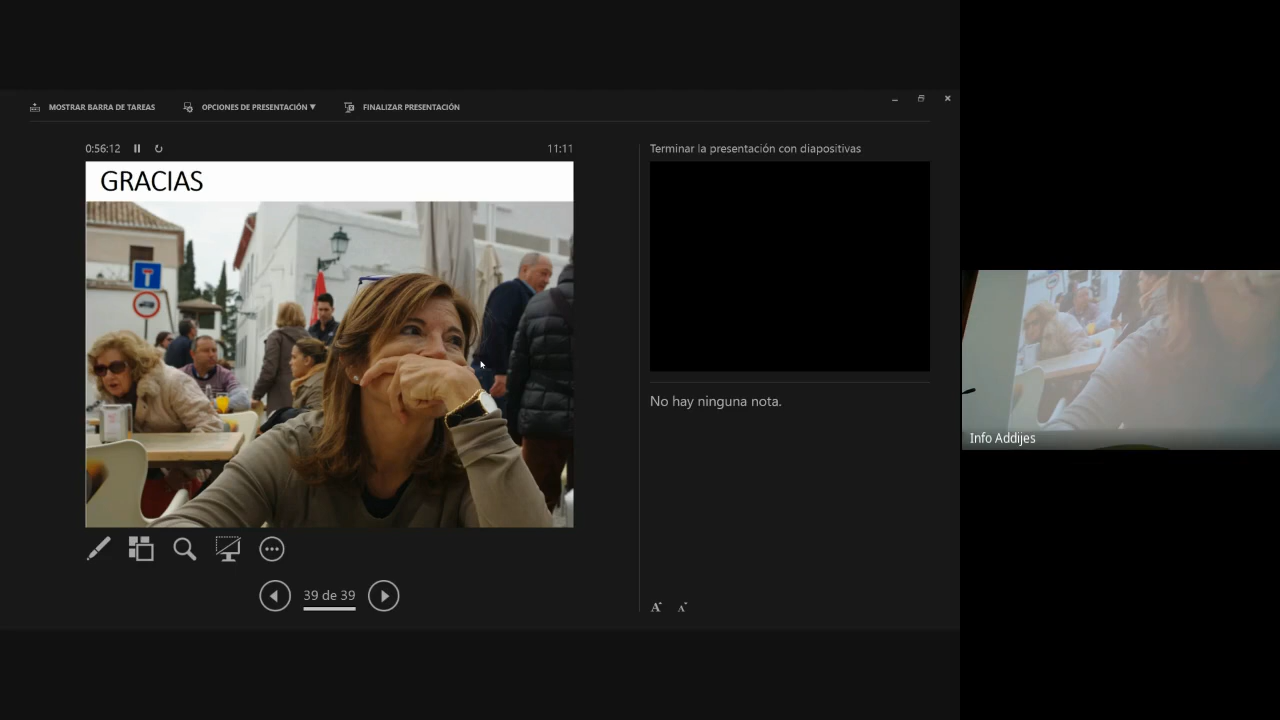 MOSTRAR BARRA DE TAREAS
OPCIONES DE PRESENTACIÓN ▼
FINALIZAR PRESENTACIÓN
0:56:12
11:11
Terminar la presentación con diapositivas
GRACIAS
No hay ninguna nota.
Info Addijes
39 de 39
A A